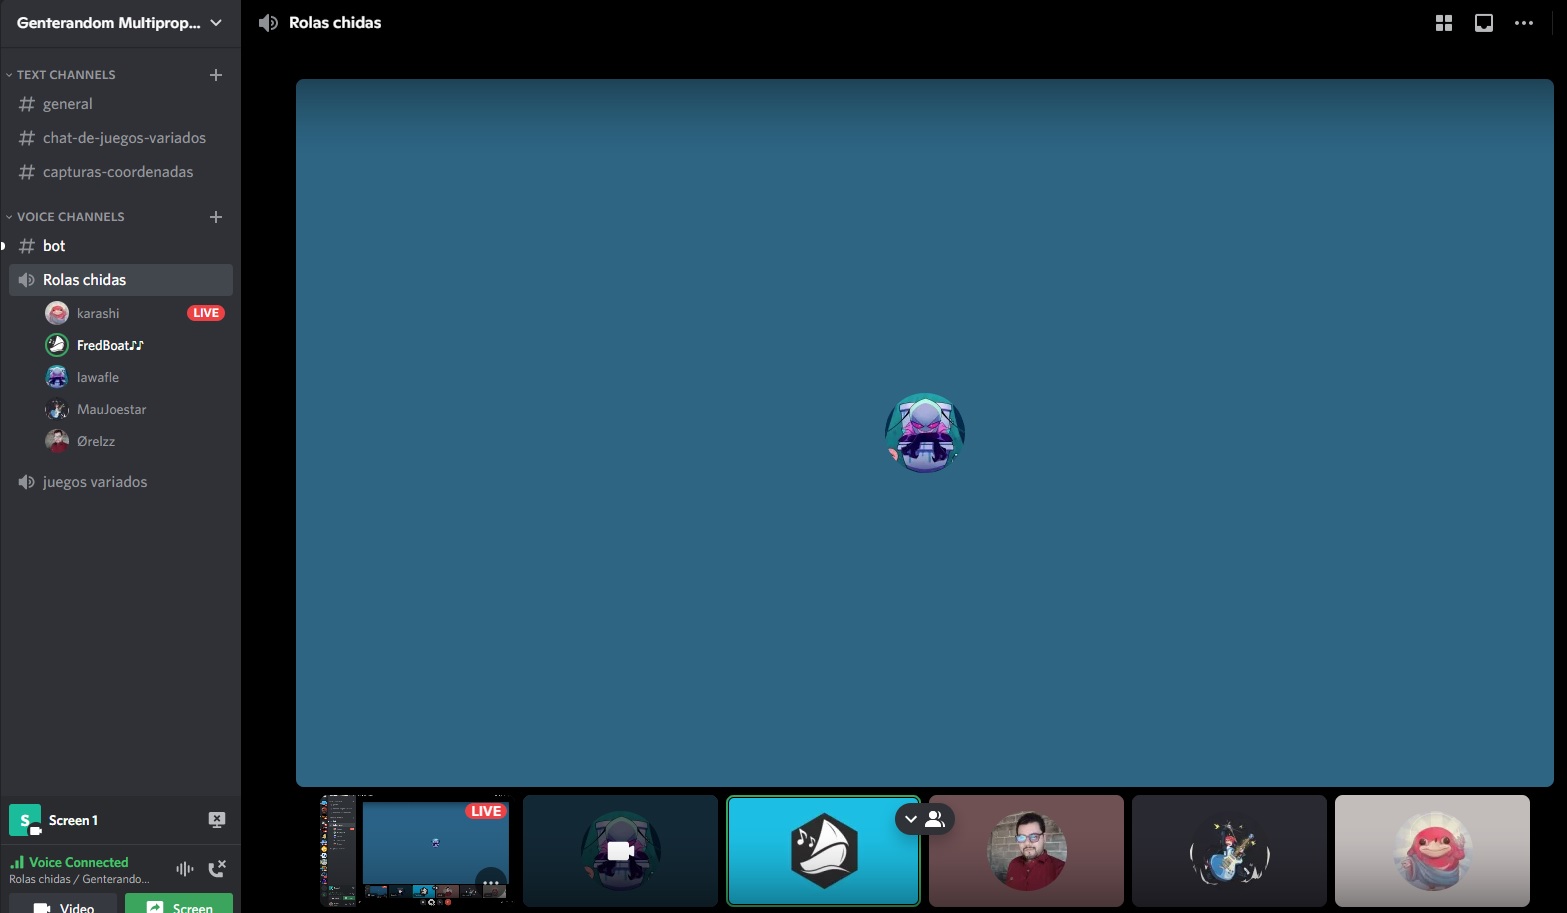 Genterandom Multiprop...
Rolas chidas
TEXT CHANNELS
general
chat-de-juegos-variados
capturas-coordenadas
VOICE CHANNELS
bot
Rolas chidas
karashi
LIVE
FredBoat🎶
lawafle
MauJoestar
Ørelzz
juegos variados
S
Screen 1
Voice Connected
Rolas chidas / Genterando...
Video
Screen
LIVE